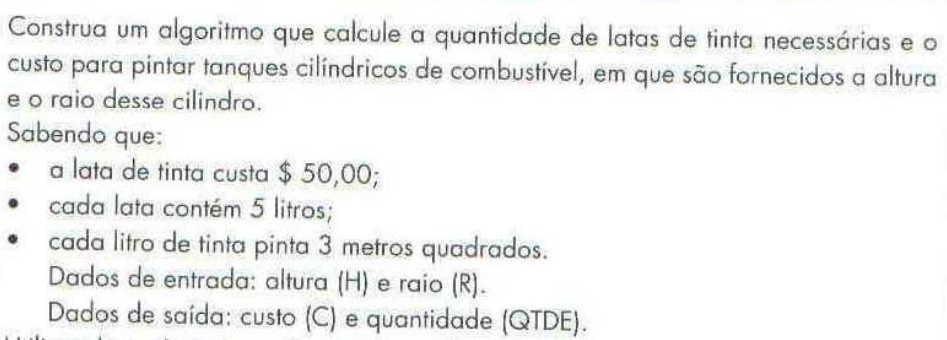 Construa um algoritmo que calcule a quantidade de latas de tinta necessárias e o
custo para pintar tanques cilíndricos de combustível, em que são fornecidos a altura
e o raio desse cilindro.
Sabendo que:
• a lata de tinta custa $ 50,00;
• cada lata contém 5 litros;
• cada litro de tinta pinta 3 metros quadrados.
Dados de entrada: altura (H) e raio (R).
Dados de saída: custo (C) e quantidade (QTDE).